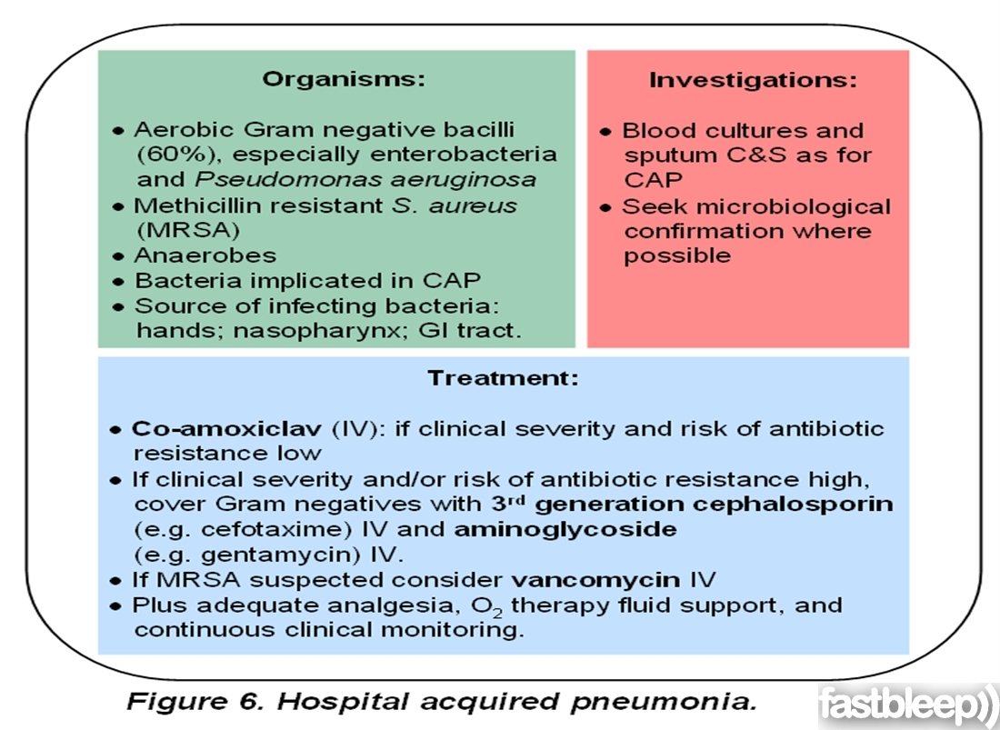 Organisms:
• Aerobic Gram negative bacilli
(60%), especially enterobacteria
and Pseudomonas aeruginosa
• Methicillin resistant S. aureus
(MRSA)
• Anaerobes
• Bacteria implicated in CAP
• Source of infecting bacteria:
hands; nasopharynx; GI tract.
Investigations:
• Blood cultures and
sputum C&S as for
CAP
• Seek microbiological
confirmation where
possible
Treatment:
• Co-amoxiclav (IV): if clinical severity and risk of antibiotic
resistance low
• If clinical severity and/or risk of antibiotic resistance high,
cover Gram negatives with 3rd generation cephalosporin
(e.g. cefotaxime) IV and aminoglycoside
(e.g. gentamycin) IV.
• If MRSA suspected consider vancomycin IV
• Plus adequate analgesia, O2 therapy fluid support, and
continuous clinical monitoring.
Figure 6. Hospital acquired pneumonia.
fastbleep